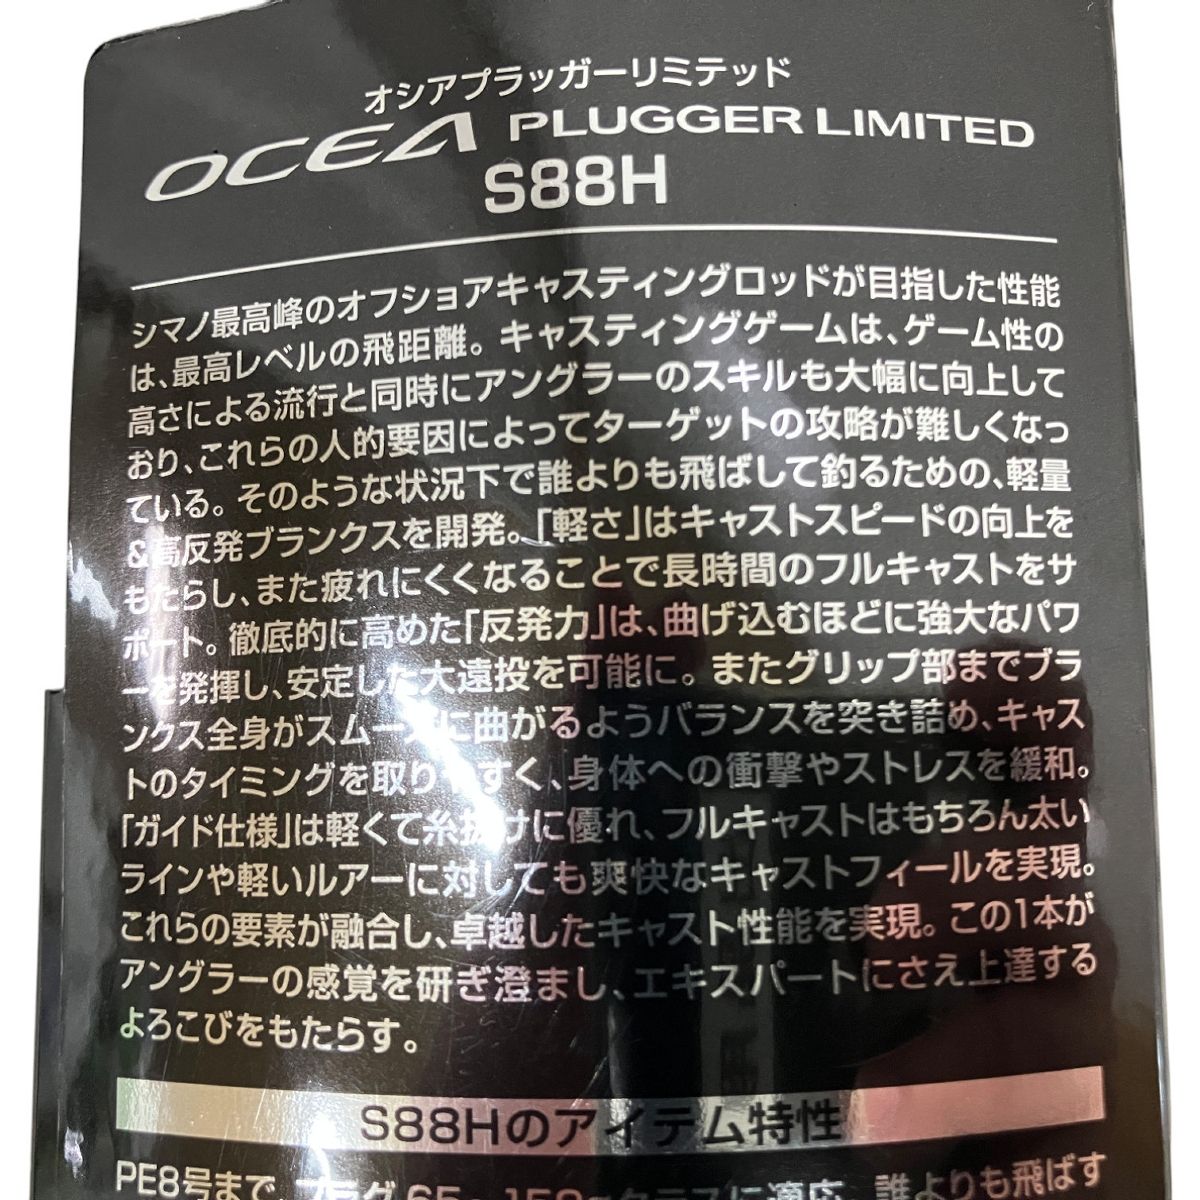 オシアプラッガーリミテッド
OCEA PLUGGER LIMITED
S88H
シマノ最高峰のオフショアキャスティングロッドが目指した性能
は、最高レベルの飛距離。キャスティングゲームは、ゲーム性の
高さによる流行と同時にアングラーのスキルも大幅に向上して
おり、これらの人的要因によってターゲットの攻略が難しくなっ
ている。そのような状況下で誰よりも飛ばして釣るための、軽量
&高反発ブランクスを開発。「軽さ」はキャストスピードの向上を
もたらし、また疲れにくくなることで長時間のフルキャストをサ
ポート。徹底的に高めた「反発力」は、曲げ込むほどに強大なパワ
ーを発揮し、安定した大遠投を可能に。またグリップ部までブラ
ンクス全身がスムーズに曲がるようバランスを突き詰め、キャス
トのタイミングを取りやすく、身体への衝撃やストレスを緩和。
「ガイド仕様」は軽くて糸抜けに優れ、フルキャストはもちろん太い
ラインや軽いルアーに対しても爽快なキャストフィールを実現。
これらの要素が融合し、卓越したキャスト性能を実現。この1本が
アングラーの感覚を研ぎ澄まし、エキスパートにさえ上達する
よろこびをもたらす。
S88Hのアイテム特性
PE8号まで、プラグ65~150gクラスに適応。誰よりも飛ばす